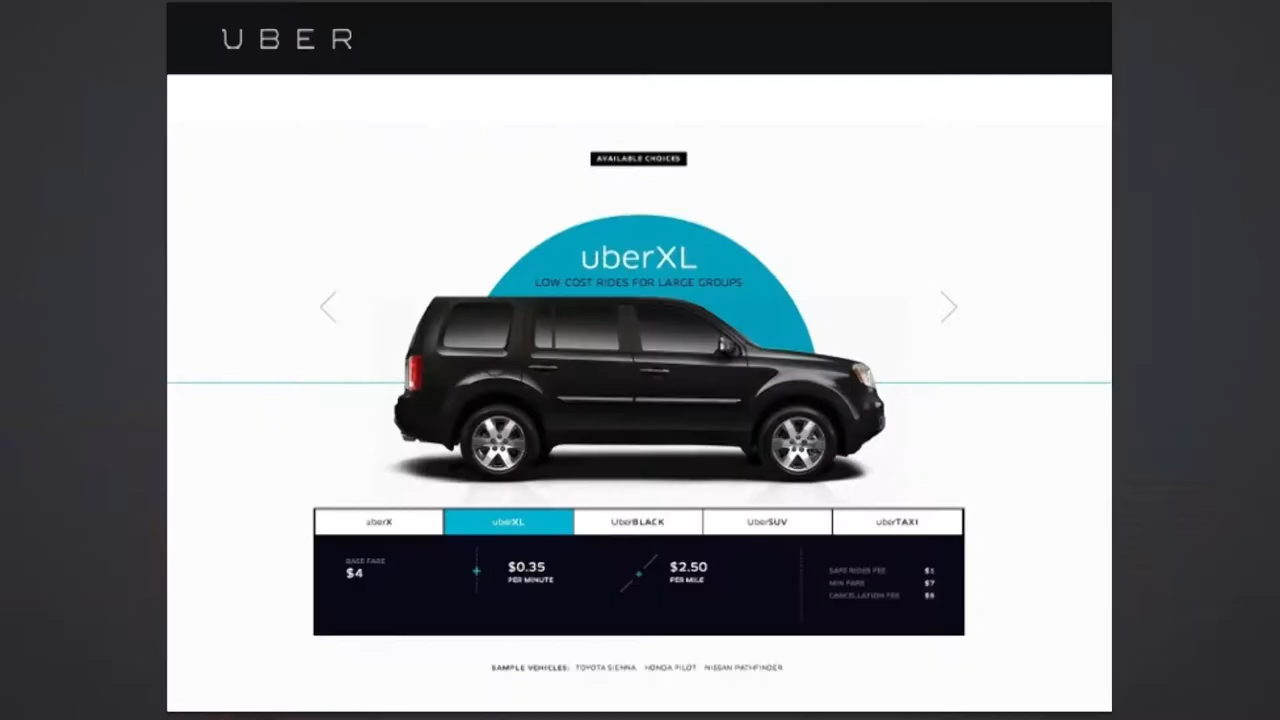 UBER
AVAILABLE CHOICES
uberXL
LOW COST RIDES FOR LARGE GROUPS
uberX uberXL UberBLACK UberSUV uberTAXI
BASE FARE
$4
$0.35
PER MINUTE
$2.50
PER MILE
SAFE RIDES FEE $1
MIN FARE $7
CANCELLATION FEE
SAMPLE VEHICLES: TOYOTA SIENNA HONDA PILOT NISSAN PATHFINDER